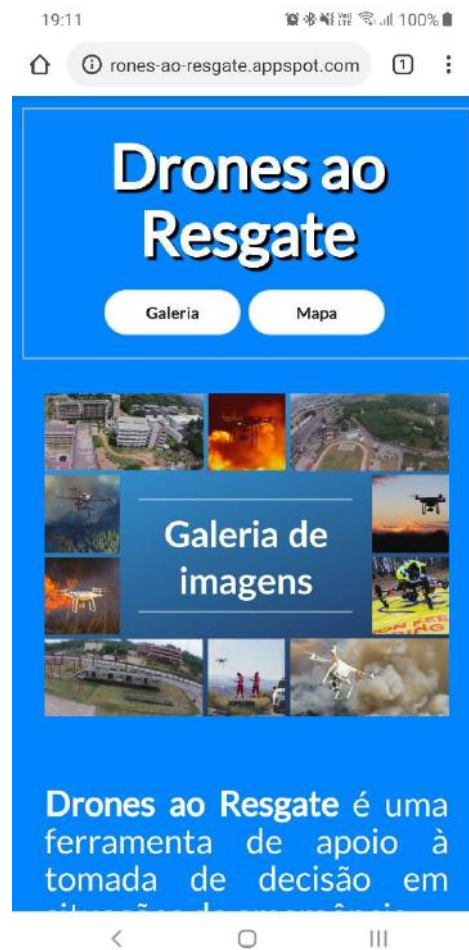 19:11
100%
rones-ao-resgate.appspot.com
1
Drones ao
Resgate
Galeria
Mapa
Galeria de
imagens
Drones ao Resgate é uma
ferramenta de apoio à
tomada de decisão em